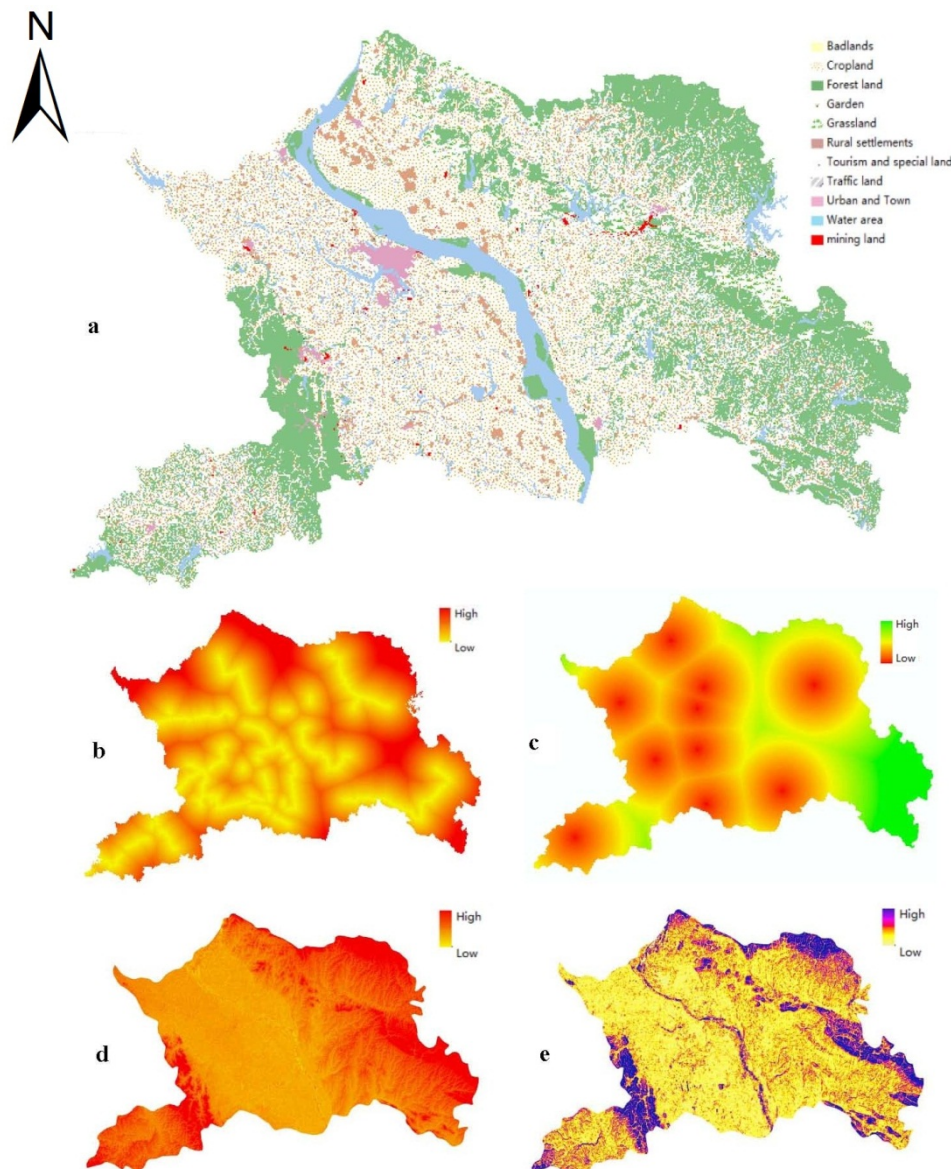 N
Badlands
Cropland
Forest land
Garden
Grassland
Rural settlements
Tourism and special land
Traffic land
Urban and Town
Water area
mining land
a
High
Low
b
High
Low
c
High
Low
d
High
Low
e